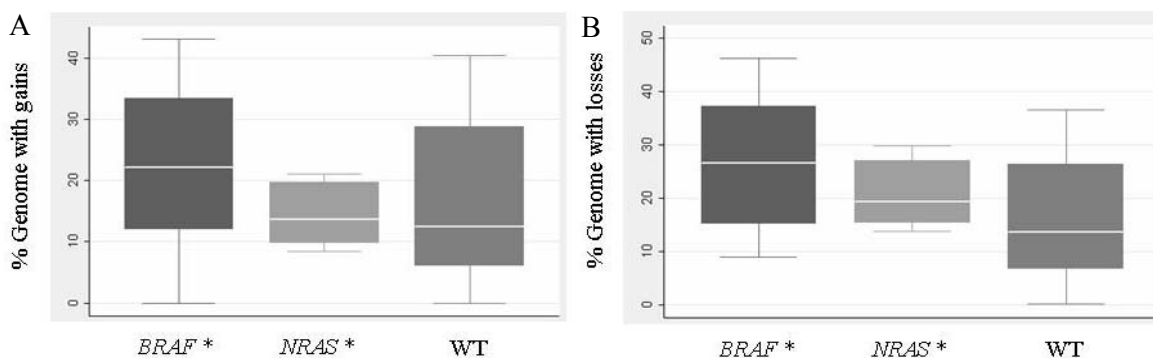 A
% Genome with gains
40
30
20
10
0
BRAF * NRAS * WT
B
% Genome with losses
50
40
30
20
10
0
BRAF * NRAS * WT